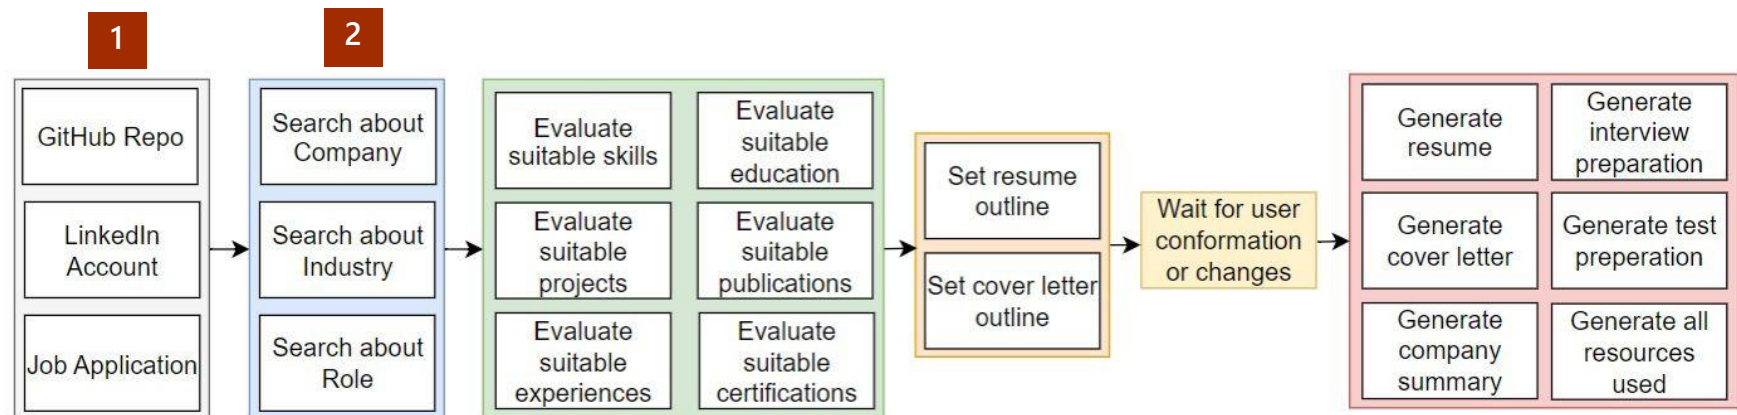 1
2
GitHub Repo
LinkedIn
Account
Job Application
Search about
Company
Search about
Industry
Search about
Role
Evaluate
suitable skills
Evaluate
suitable
education
Evaluate
suitable
projects
Evaluate
suitable
publications
Evaluate
suitable
experiences
Evaluate
suitable
certifications
Set resume
outline
Set cover letter
outline
Wait for user
conformation
or changes
Generate
resume
Generate
interview
preparation
Generate
cover letter
Generate test
preperation
Generate
company
summary
Generate all
resources
used